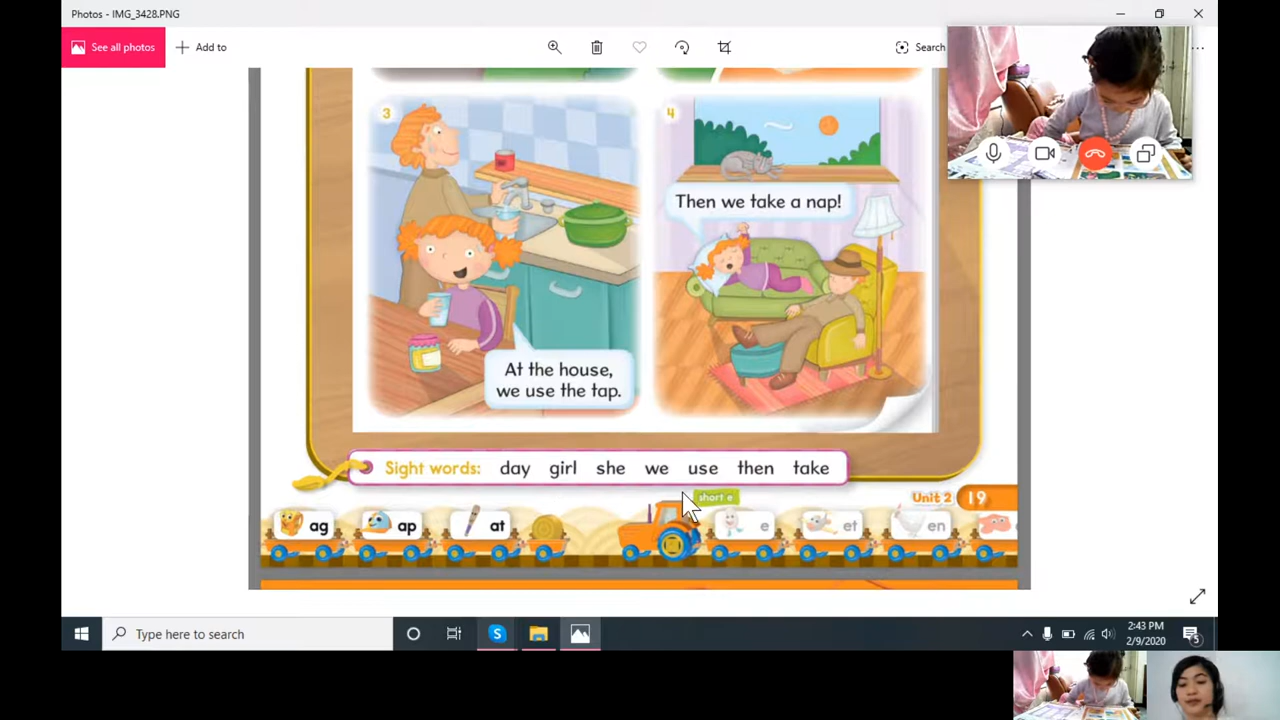 Photos - IMG_3428.PNG
See all photos
Add to
Search
3
4
Then we take a nap!
At the house,
we use the tap.
Sight words: day girl she we use then take
short e
Unit 2 19
ag ap at e et en
S
Type here to search
2:43 PM
2/9/2020
5